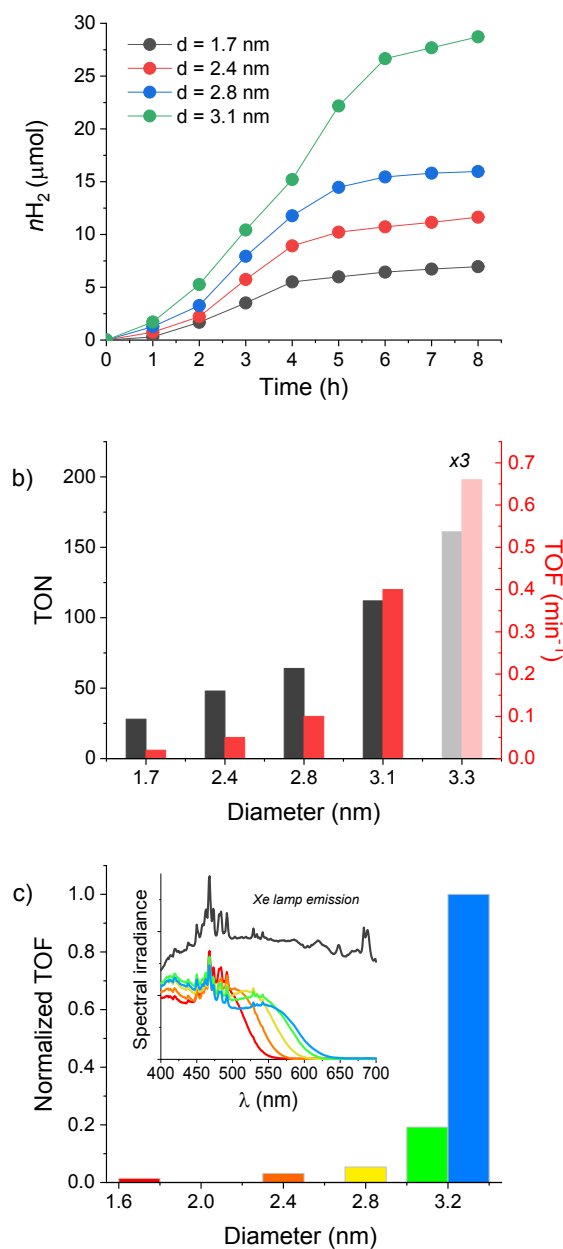 30
25
20
15
10
5
0
nH₂ (μmol)
d = 1.7 nm
d = 2.4 nm
d = 2.8 nm
d = 3.1 nm
0 1 2 3 4 5 6 7 8
Time (h)
b)
200
150
100
50
0
TON
x3
0.7
0.6
0.5
0.4
0.3
0.2
0.1
0.0
TOF (min⁻¹)
1.7 2.4 2.8 3.1 3.3
Diameter (nm)
c)
1.0
0.8
0.6
0.4
0.2
0.0
Normalized TOF
Xe lamp emission
Spectral irradiance
400 450 500 550 600 650 700
λ (nm)
1.6 2.0 2.4 2.8 3.2
Diameter (nm)